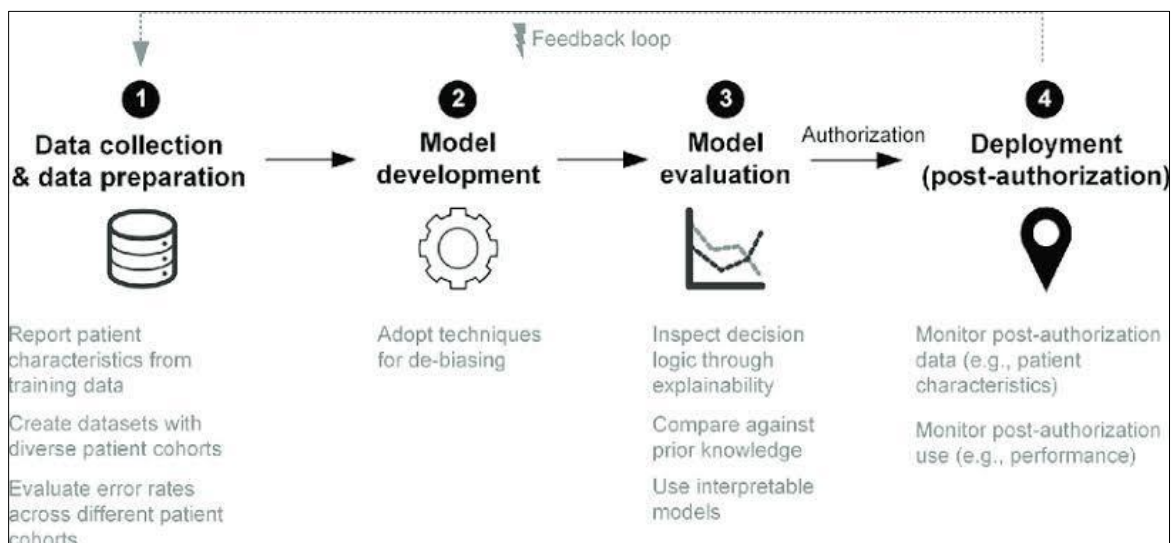 Feedback loop
1
Data collection
& data preparation
Report patient
characteristics from
training data
Create datasets with
diverse patient cohorts
Evaluate error rates
across different patient
cohorts
2
Model
development
Adopt techniques
for de-biasing
3
Model
evaluation
Inspect decision
logic through
explainability
Compare against
prior knowledge
Use interpretable
models
Authorization
4
Deployment
(post-authorization)
Monitor post-authorization
data (e.g., patient
characteristics)
Monitor post-authorization
use (e.g., performance)